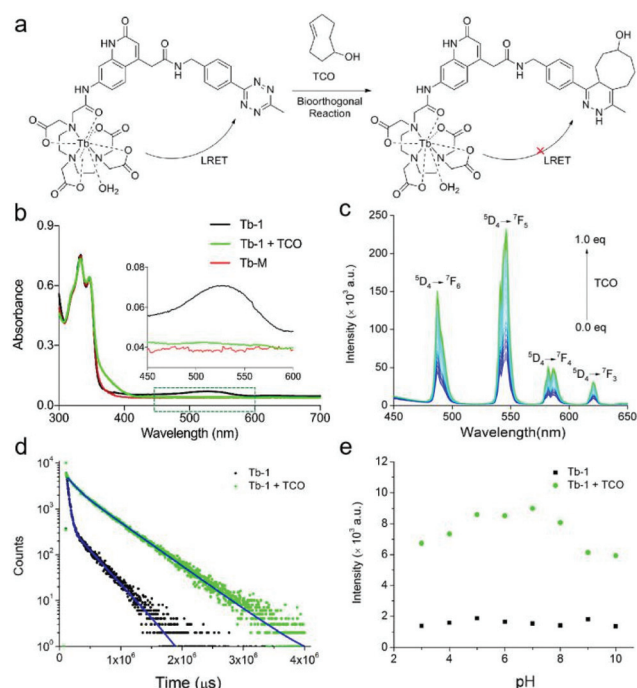 a
O
HN
O
N
H
N
N
N
N
HN
O
O
O
N
N
O
O
Tb
O
N
N
O
O
OH2
O
LRET
OH
TCO
Bioorthogonal
Reaction
OH
O
HN
O
N
H
N
N
H
HN
O
O
O
N
N
O
O
Tb
O
N
N
O
O
OH2
O
LRET
b
Absorbance
0.9
0.6
0.3
0.0
Tb-1
Tb-1 + TCO
Tb-M
0.08
0.06
0.04
450 500 550 600
300 400 500 600 700
Wavelength (nm)
c
Intensity (× 10³ a.u.)
250
200
150
100
50
0
⁵D₄→⁷F₆
⁵D₄→⁷F₅
⁵D₄→⁷F₄
⁵D₄→⁷F₃
1.0 eq
TCO
0.0 eq
450 500 550 600 650
Wavelength(nm)
d
Counts
10⁴
10³
10²
10¹
10⁰
Tb-1
Tb-1 + TCO
0 1x10⁶ 2x10⁶ 3x10⁶ 4x10⁶
Time (μs)
e
Intensity (× 10³ a.u.)
12
10
8
6
4
2
0
Tb-1
Tb-1 + TCO
2 4 6 8 10
pH